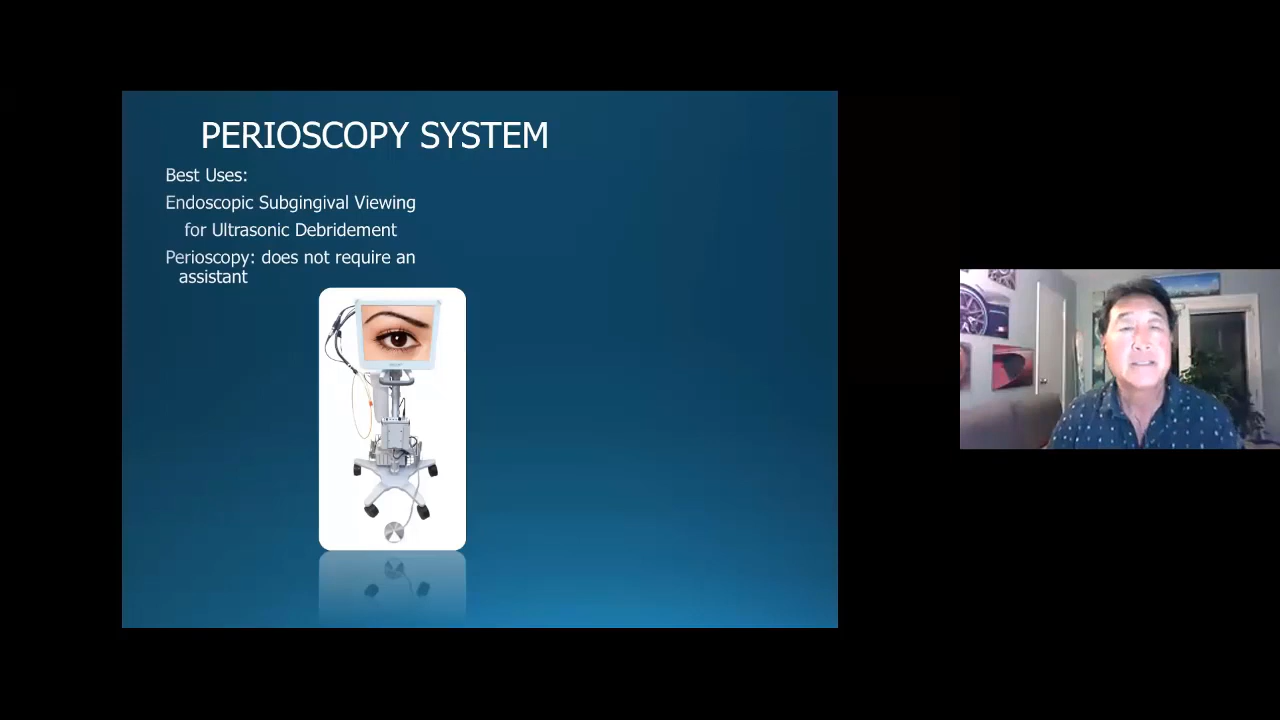 PERIOSCOPY SYSTEM
Best Uses:
Endoscopic Subgingival Viewing
for Ultrasonic Debridement
Perioscopy: does not require an
assistant